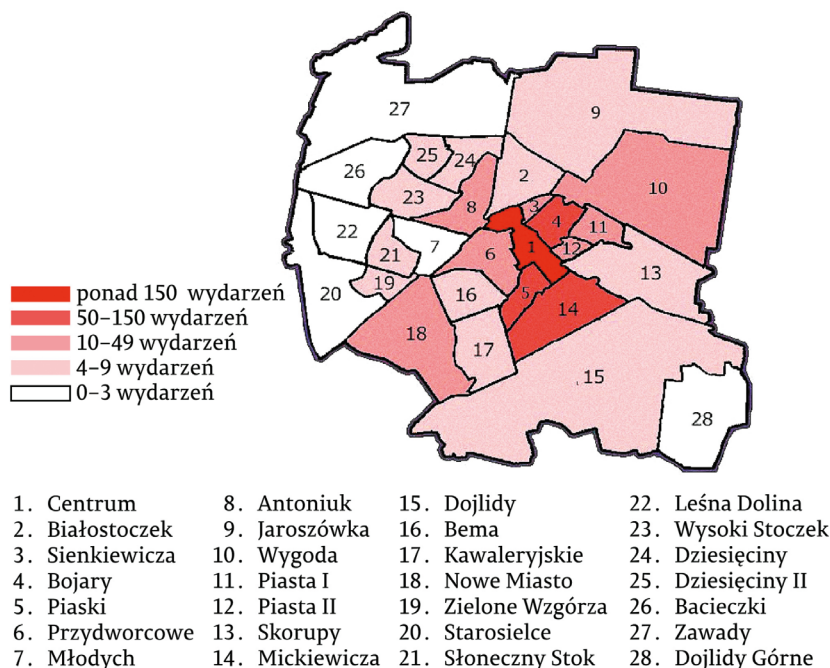 27
9
25
24
26
2
10
23
8
3
4
11
22
7
1
12
21
6
13
19
20
16
5
14
18
17
15
28
ponad 150 wydarzeń
50–150 wydarzeń
10–49 wydarzeń
4–9 wydarzeń
0–3 wydarzeń
1. Centrum
2. Białostoczek
3. Sienkiewicza
4. Bojary
5. Piaski
6. Przydworcowe
7. Młodych
8. Antoniuk
9. Jaroszówka
10. Wygoda
11. Piasta I
12. Piasta II
13. Skorupy
14. Mickiewicza
15. Dojlidy
16. Bema
17. Kawaleryjskie
18. Nowe Miasto
19. Zielone Wzgórza
20. Starosielce
21. Słoneczny Stok
22. Leśna Dolina
23. Wysoki Stoczek
24. Dziesięciny
25. Dziesięciny II
26. Bacieczki
27. Zawady
28. Dojlidy Górne